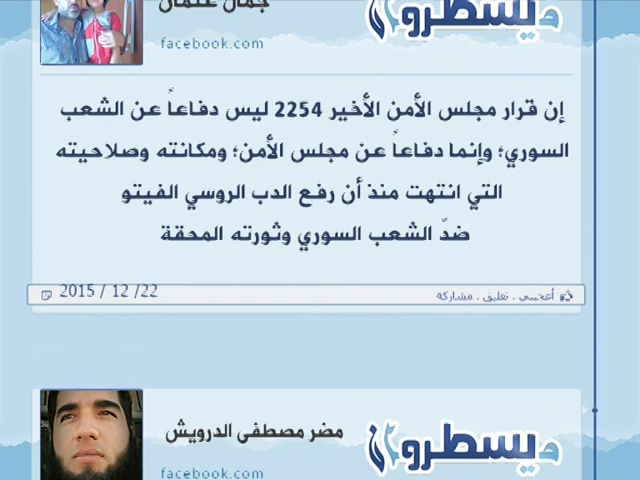 جمال عثمان
facebook.com
إن قرار مجلس الأمن الأخير 2254 ليس دفاعاً عن الشعب
السوري؛ وإنما دفاعاً عن مجلس الأمن؛ ومكانته وصلاحيته
التي انتهت منذ أن رفع الدب الروسي الفيتو
ضدّ الشعب السوري وثورته المحقة
22/ 12 / 2015
أعجبني . تعليق . مشاركة
مضر مصطفى الدرويش
facebook.com